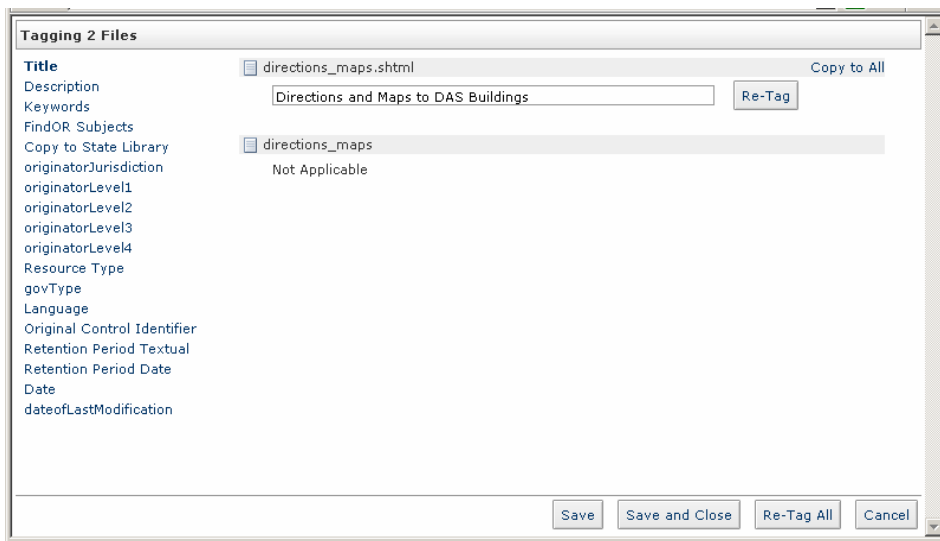 Tagging 2 Files
Title
Description
Keywords
FindOR Subjects
Copy to State Library
originatorJurisdiction
originatorLevel1
originatorLevel2
originatorLevel3
originatorLevel4
Resource Type
govType
Language
Original Control Identifier
Retention Period Textual
Retention Period Date
Date
dateofLastModification
directions_maps.shtml Copy to All
Directions and Maps to DAS Buildings Re-Tag
directions_maps
Not Applicable
Save Save and Close Re-Tag All Cancel